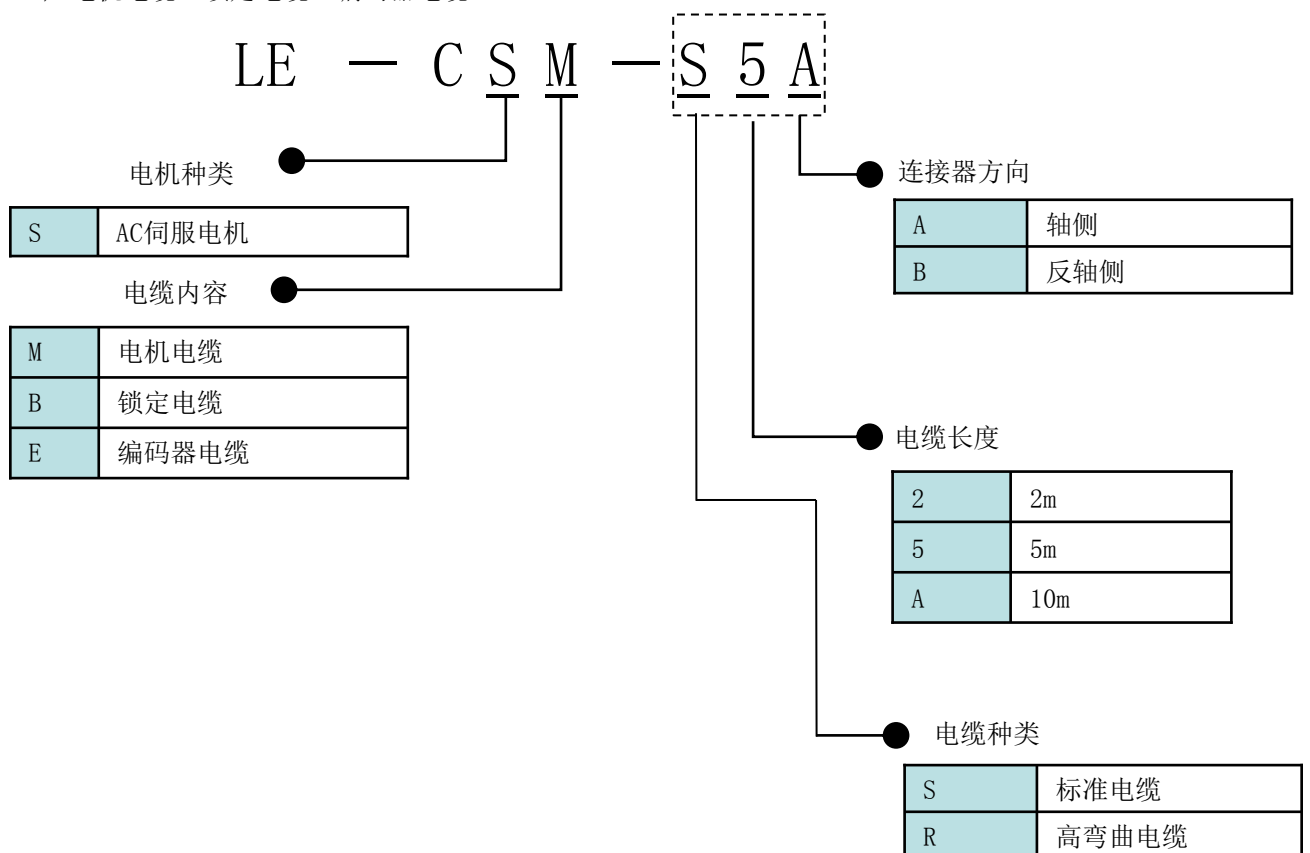 LE － C S M － S 5 A
电机种类
S AC伺服电机
电缆内容
M 电机电缆
B 锁定电缆
E 编码器电缆
连接器方向
A 轴侧
B 反轴侧
电缆长度
2 2m
5 5m
A 10m
电缆种类
S 标准电缆
R 高弯曲电缆